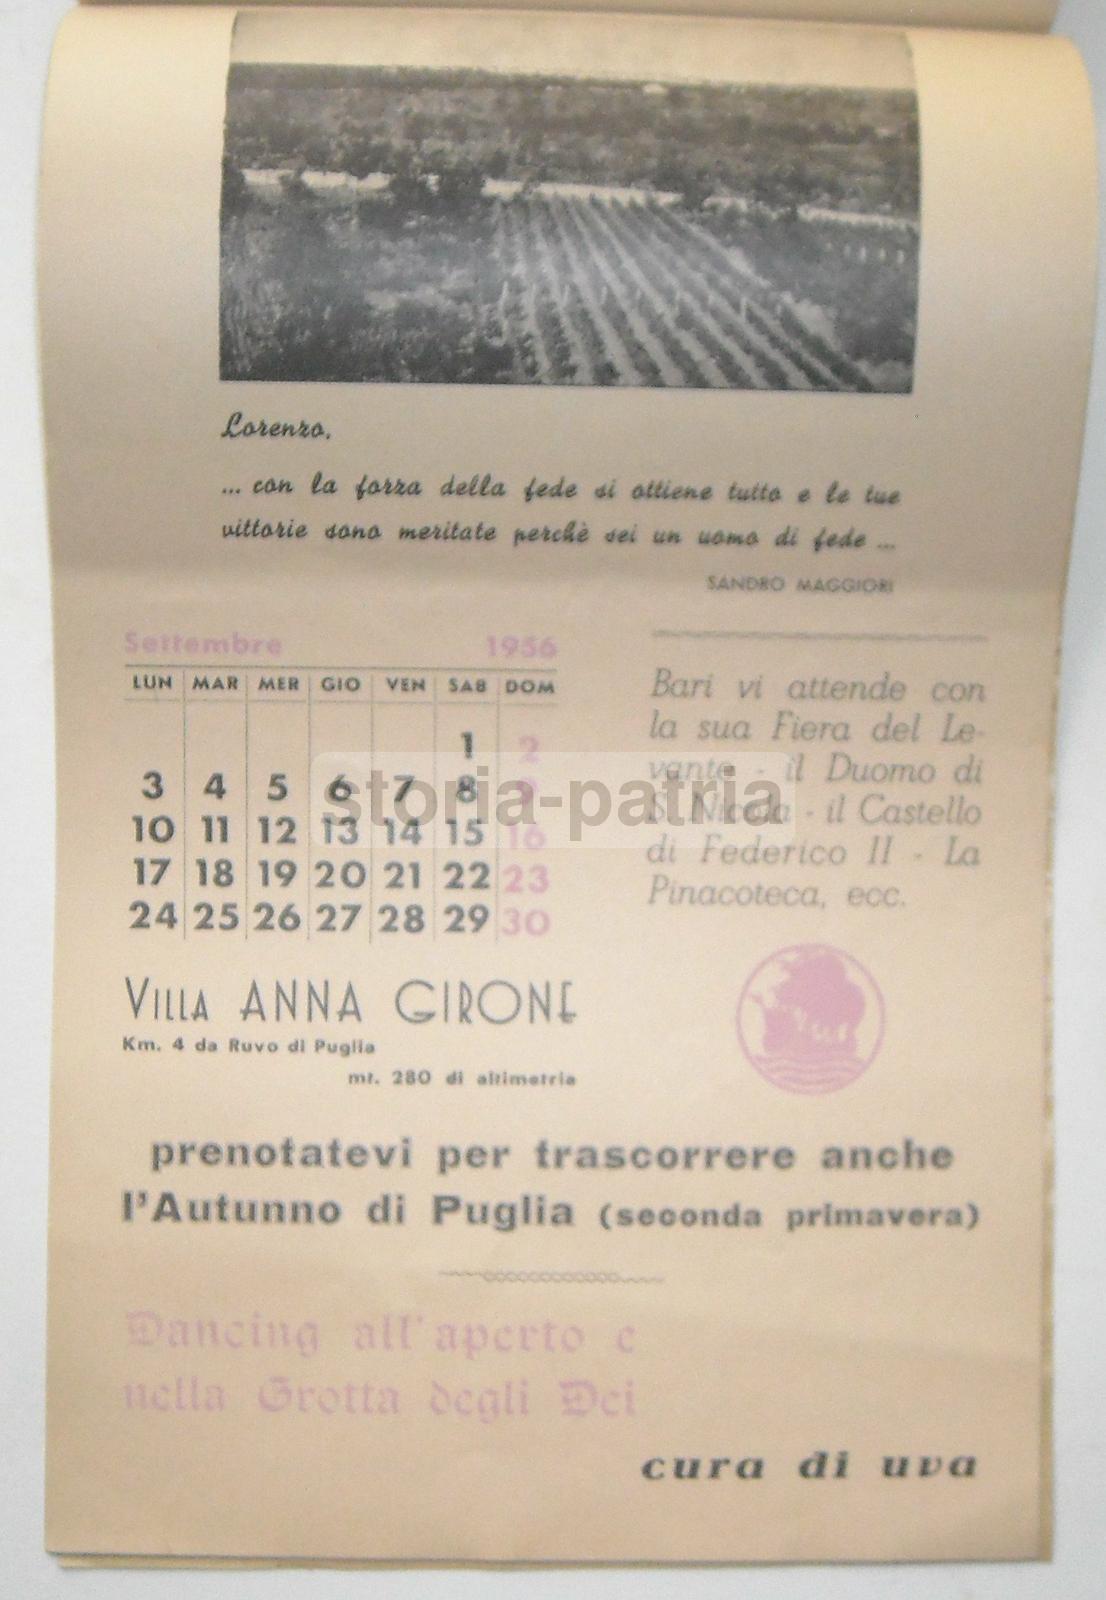 Lorenzo,
... con la forza della fede si ottiene tutto e le tue
vittorie sono meritate perchè sei un uomo di fede ...
SANDRO MAGGIORI
Settembre 1956
LUN MAR MER GIO VEN SAB DOM
1 2
3 4 5 6 7 8 9
10 11 12 13 14 15 16
17 18 19 20 21 22 23
24 25 26 27 28 29 30
Bari vi attende con
la sua Fiera del Le-
vante - il Duomo di
S. Nicola - il Castello
di Federico II - La
Pinacoteca, ecc.
storia-patria
VILLA ANNA GIRONE
Km. 4 da Ruvo di Puglia
mt. 280 di altimetria
prenotatevi per trascorrere anche
l'Autunno di Puglia (seconda primavera)
Dancing all'aperto e
nella Grotta degli Dei
cura di uva